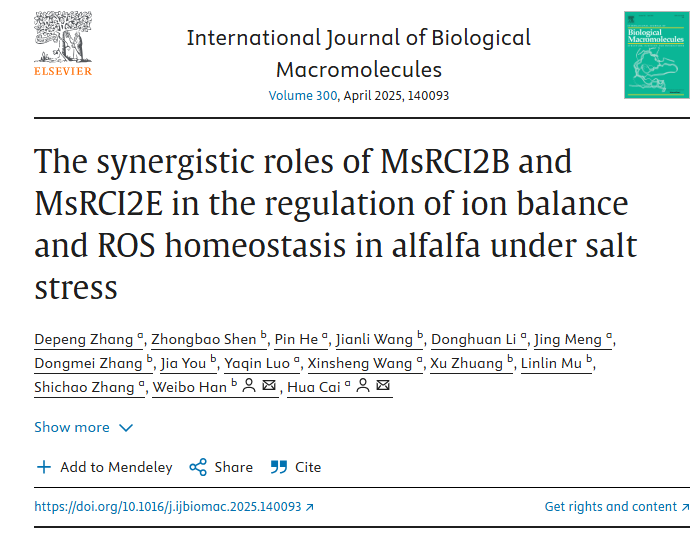 International Journal of Biological
Macromolecules
Volume 300, April 2025, 140093
ELSEVIER
Biological
Macromolecules
The synergistic roles of MsRCI2B and
MsRCI2E in the regulation of ion balance
and ROS homeostasis in alfalfa under salt
stress
Depeng Zhang a, Zhongbao Shen b, Pin He a, Jianli Wang b, Donghuan Li a, Jing Meng a,
Dongmei Zhang b, Jia You b, Yaqin Luo a, Xinsheng Wang a, Xu Zhuang b, Linlin Mu b,
Shichao Zhang a, Weibo Han b, Hua Cai a
Show more
Add to Mendeley Share Cite
https://doi.org/10.1016/j.ijbiomac.2025.140093 ↗ Get rights and content ↗